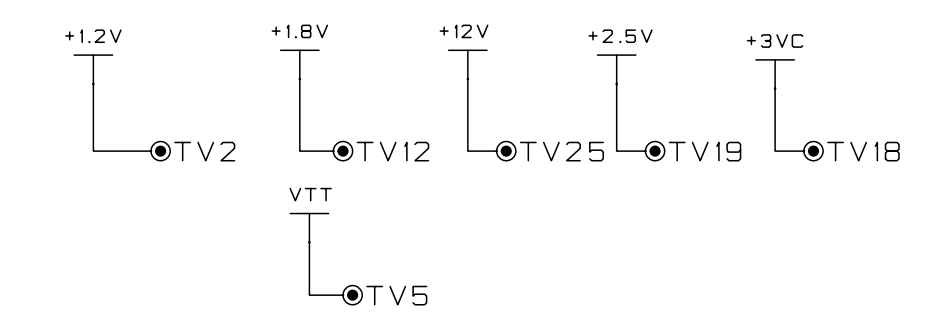 +1.2V +1.8V +12V +2.5V +3VC
TV2 TV12 TV25 TV19 TV18
VTT
TV5